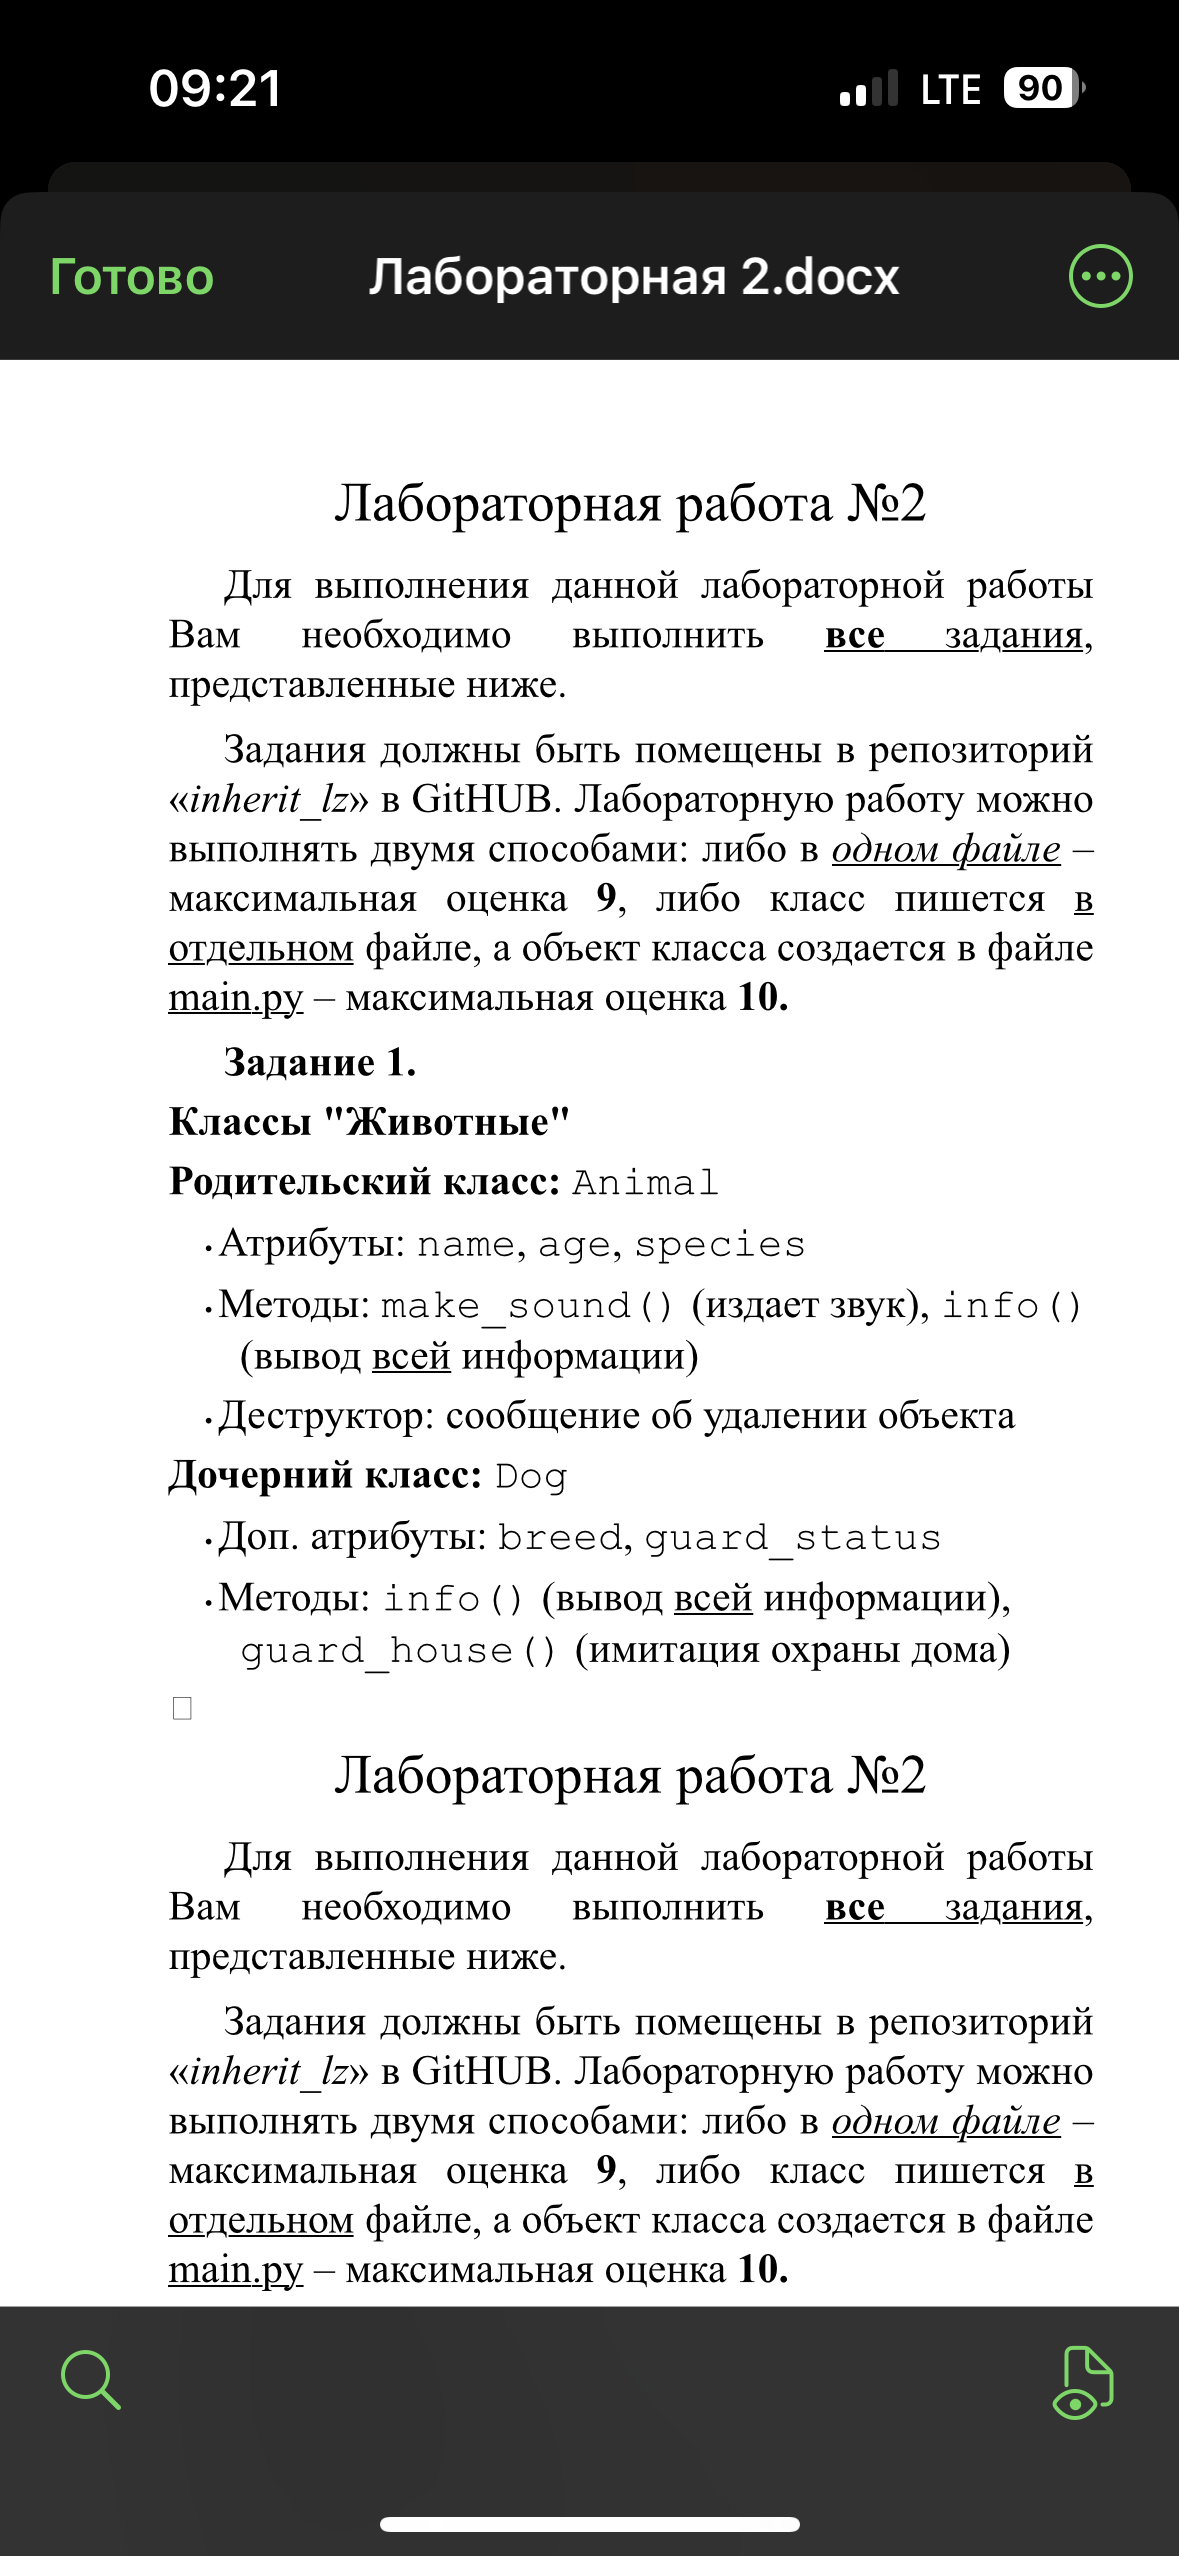 09:21
LTE 90
Готово
Лабораторная 2.docx
Лабораторная работа №2
Для выполнения данной лабораторной работы
Вам необходимо выполнить все задания,
представленные ниже.
Задания должны быть помещены в репозиторий
«inherit_lz» в GitHUB. Лабораторную работу можно
выполнять двумя способами: либо в одном файле –
максимальная оценка 9, либо класс пишется в
отдельном файле, а объект класса создается в файле
main.py – максимальная оценка 10.
Задание 1.
Классы "Животные"
Родительский класс: Animal
· Атрибуты: name, age, species
· Методы: make_sound() (издает звук), info()
(вывод всей информации)
· Деструктор: сообщение об удалении объекта
Дочерний класс: Dog
· Доп. атрибуты: breed, guard_status
· Методы: info() (вывод всей информации),
guard_house() (имитация охраны дома)
Лабораторная работа №2
Для выполнения данной лабораторной работы
Вам необходимо выполнить все задания,
представленные ниже.
Задания должны быть помещены в репозиторий
«inherit_lz» в GitHUB. Лабораторную работу можно
выполнять двумя способами: либо в одном файле –
максимальная оценка 9, либо класс пишется в
отдельном файле, а объект класса создается в файле
main.py – максимальная оценка 10.